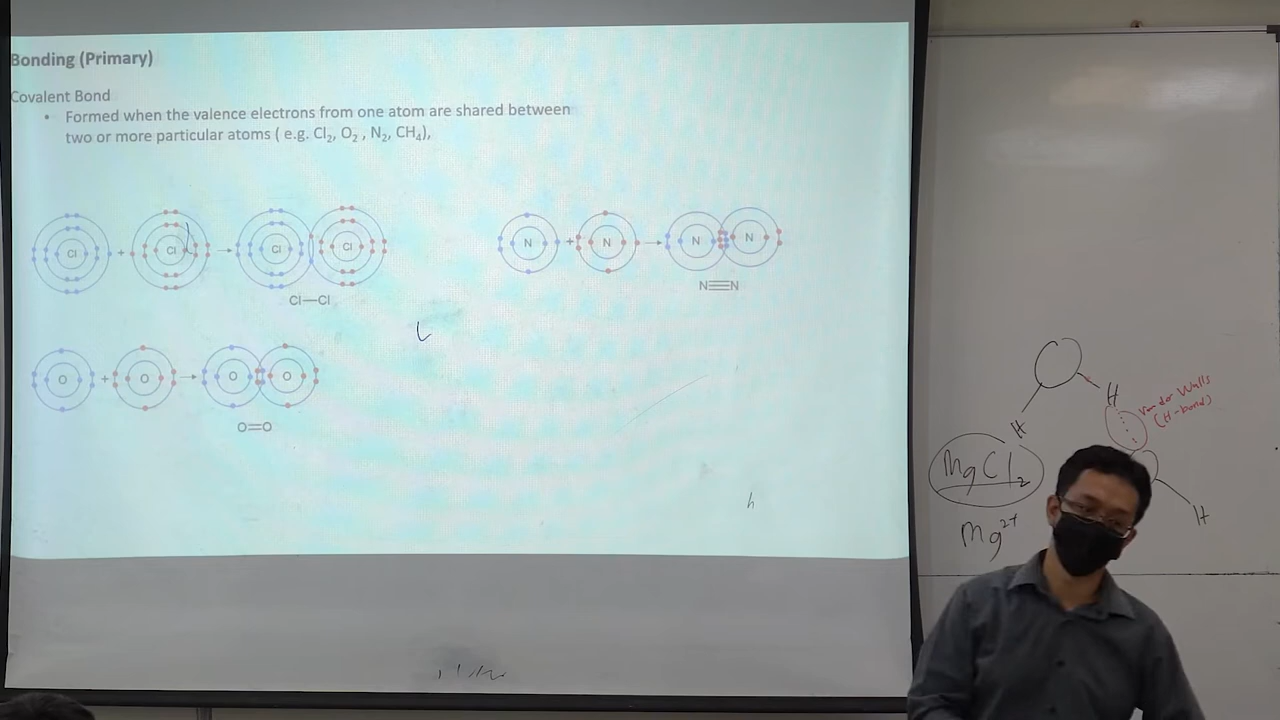 Bonding (Primary)
Covalent Bond
• Formed when the valence electrons from one atom are shared between
two or more particular atoms ( e.g. Cl₂, O₂ , N₂, CH₄),
Cl + Cl → Cl Cl
Cl—Cl
N + N → N N
N≡N
O + O → O O
O=O
H
H
Van der Walls
(H-bond)
MgCl₂
H
Mg²⁺
h